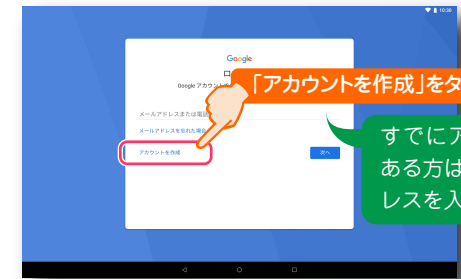 10:30
Google
ロ
Google アカウント
「アカウントを作成」をタ
メールアドレスまたは電話
メールアドレスを忘れた場合
アカウントを作成
次へ
すでにア
ある方は
レスを入